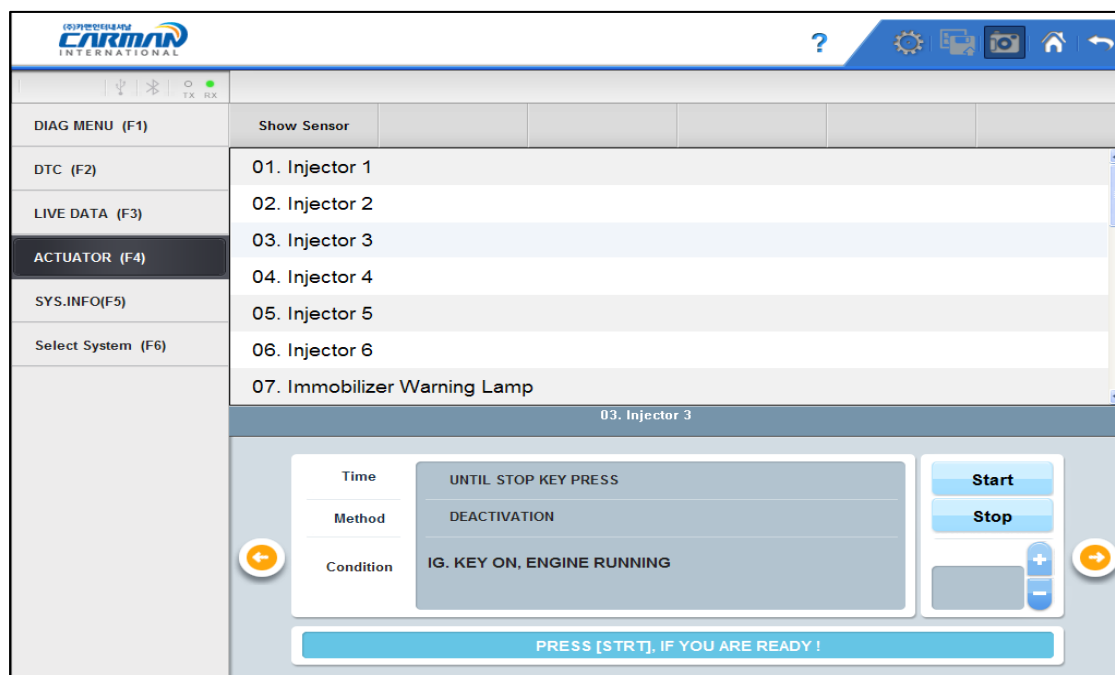 (주)카맨인터내셔날
CARMAN
INTERNATIONAL
?
TX RX
DIAG MENU (F1)
Show Sensor
DTC (F2)
LIVE DATA (F3)
ACTUATOR (F4)
SYS.INFO(F5)
Select System (F6)
01. Injector 1
02. Injector 2
03. Injector 3
04. Injector 4
05. Injector 5
06. Injector 6
07. Immobilizer Warning Lamp
03. Injector 3
Time UNTIL STOP KEY PRESS
Method DEACTIVATION
Condition IG. KEY ON, ENGINE RUNNING
Start
Stop
+
−
PRESS [STRT], IF YOU ARE READY !